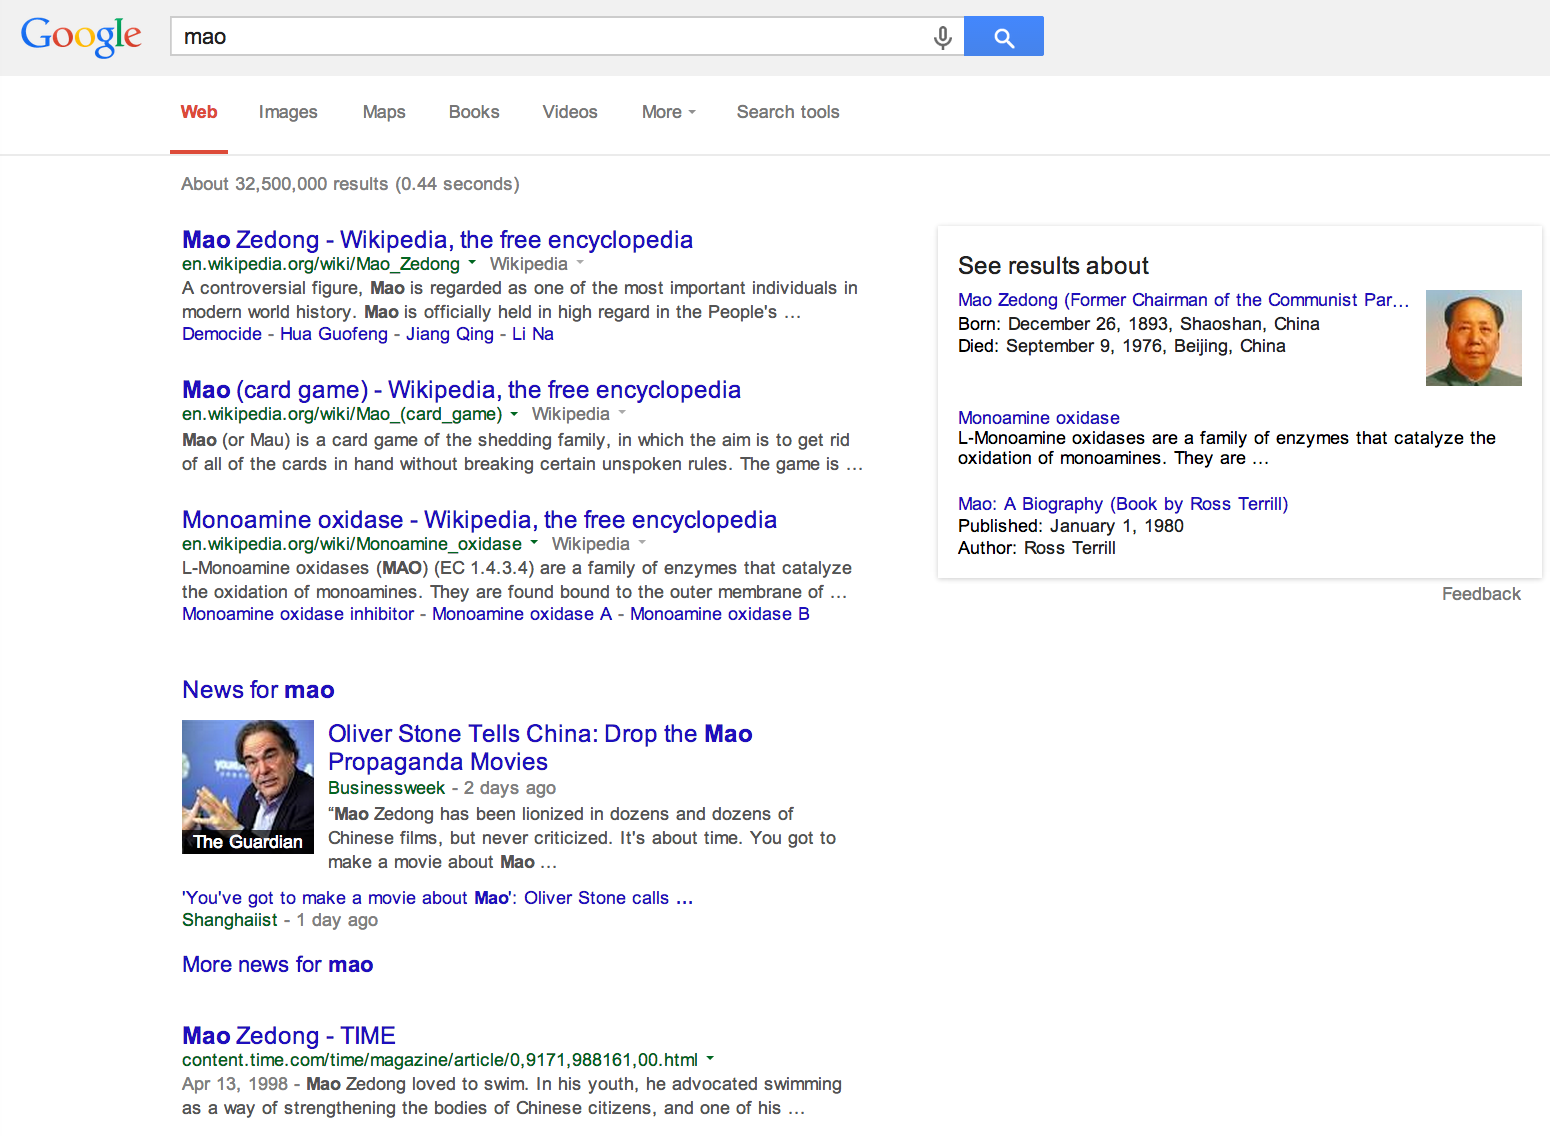 Google
mao
Web Images Maps Books Videos More Search tools
About 32,500,000 results (0.44 seconds)
Mao Zedong - Wikipedia, the free encyclopedia
en.wikipedia.org/wiki/Mao_Zedong Wikipedia
A controversial figure, Mao is regarded as one of the most important individuals in
modern world history. Mao is officially held in high regard in the People's ...
Democide - Hua Guofeng - Jiang Qing - Li Na
Mao (card game) - Wikipedia, the free encyclopedia
en.wikipedia.org/wiki/Mao_(card_game) Wikipedia
Mao (or Mau) is a card game of the shedding family, in which the aim is to get rid
of all of the cards in hand without breaking certain unspoken rules. The game is ...
Monoamine oxidase - Wikipedia, the free encyclopedia
en.wikipedia.org/wiki/Monoamine_oxidase Wikipedia
L-Monoamine oxidases (MAO) (EC 1.4.3.4) are a family of enzymes that catalyze
the oxidation of monoamines. They are found bound to the outer membrane of ...
Monoamine oxidase inhibitor - Monoamine oxidase A - Monoamine oxidase B
News for mao
The Guardian
Oliver Stone Tells China: Drop the Mao
Propaganda Movies
Businessweek - 2 days ago
“Mao Zedong has been lionized in dozens and dozens of
Chinese films, but never criticized. It's about time. You got to
make a movie about Mao ...
'You've got to make a movie about Mao': Oliver Stone calls ...
Shanghaiist - 1 day ago
More news for mao
Mao Zedong - TIME
content.time.com/time/magazine/article/0,9171,988161,00.html
Apr 13, 1998 - Mao Zedong loved to swim. In his youth, he advocated swimming
as a way of strengthening the bodies of Chinese citizens, and one of his ...
See results about
Mao Zedong (Former Chairman of the Communist Par...
Born: December 26, 1893, Shaoshan, China
Died: September 9, 1976, Beijing, China
Monoamine oxidase
L-Monoamine oxidases are a family of enzymes that catalyze the
oxidation of monoamines. They are ...
Mao: A Biography (Book by Ross Terrill)
Published: January 1, 1980
Author: Ross Terrill
Feedback